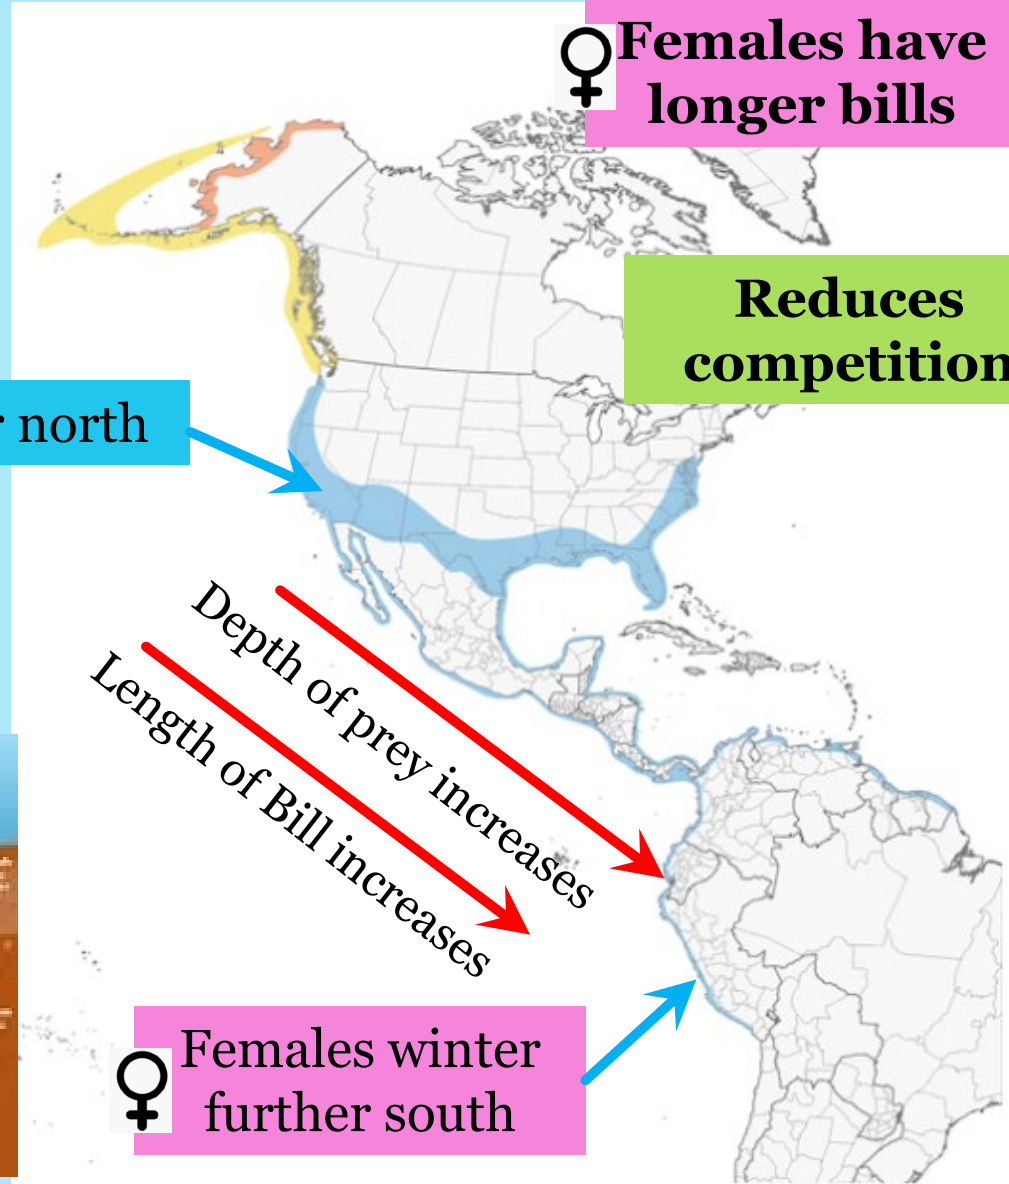 Females have
longer bills
Reduces
competition
north
Depth of prey increases
Length of Bill increases
Females winter
further south